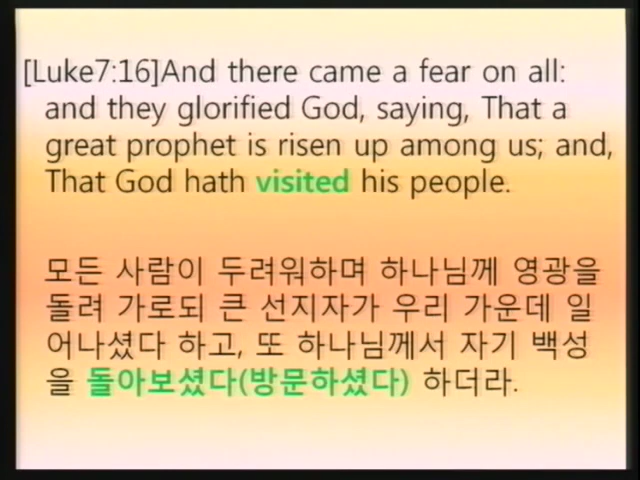 [Luke7:16]And there came a fear on all:
and they glorified God, saying, That a
great prophet is risen up among us; and,
That God hath visited his people.
모든 사람이 두려워하며 하나님께 영광을
돌려 가로되 큰 선지자가 우리 가운데 일
어나셨다 하고, 또 하나님께서 자기 백성
을 돌아보셨다(방문하셨다) 하더라.